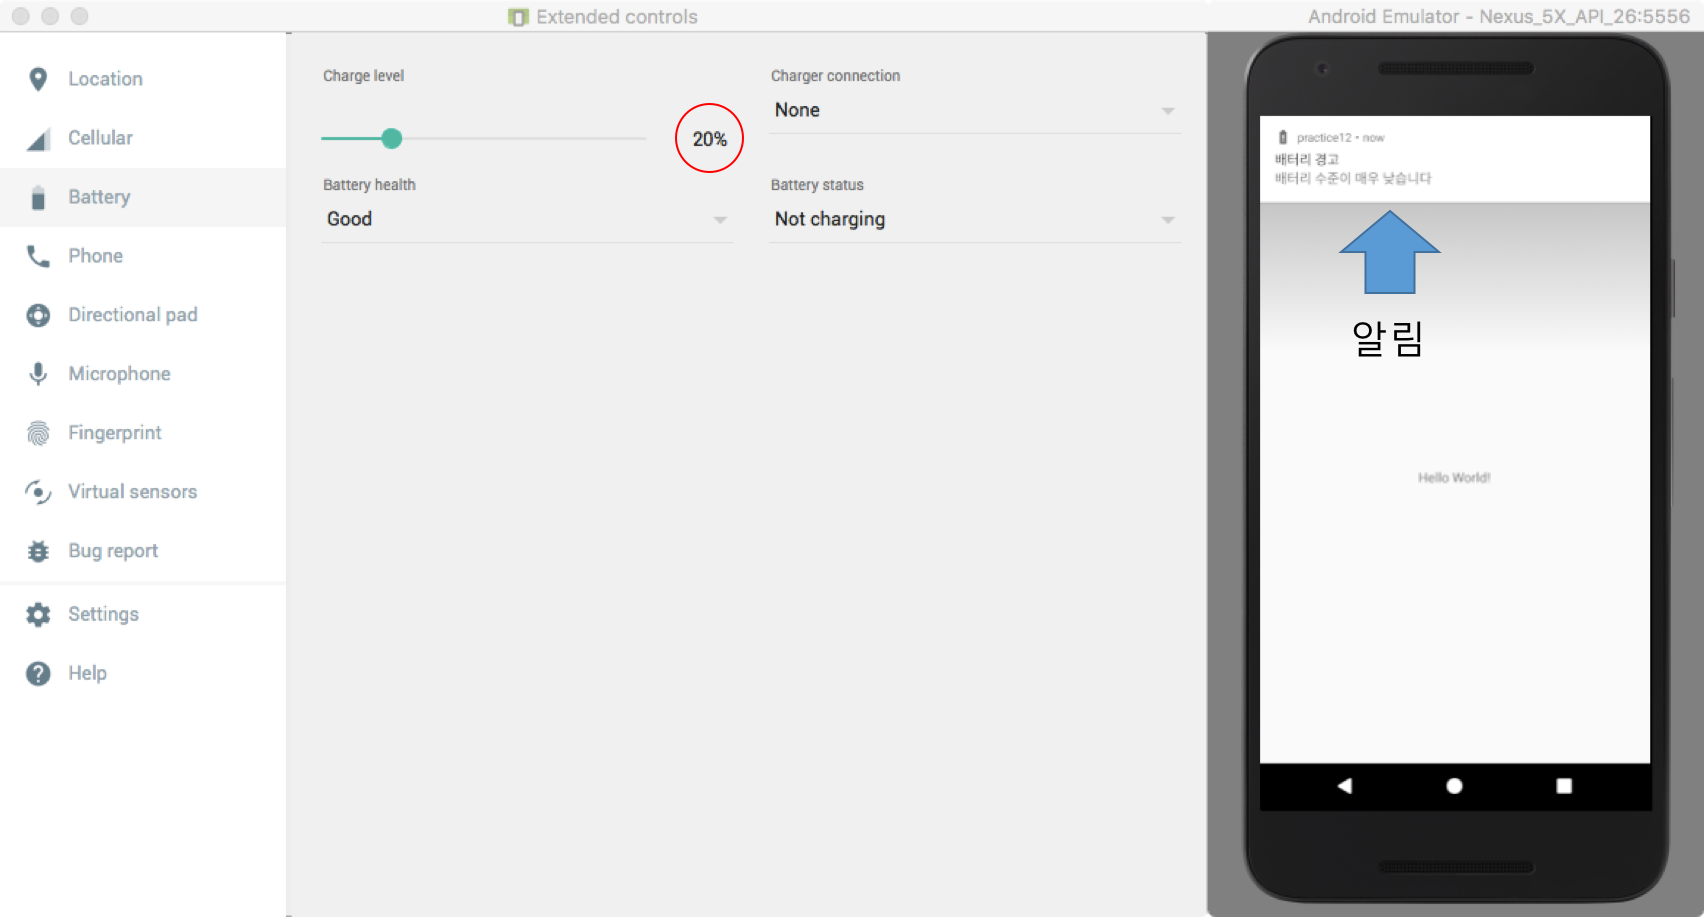 Extended controls
Android Emulator - Nexus_5X_API_26:5556
Location
Cellular
Battery
Phone
Directional pad
Microphone
Fingerprint
Virtual sensors
Bug report
Settings
Help
Charge level
20%
Charger connection
None
Battery health
Good
Battery status
Not charging
practice12 • now
배터리 경고
배터리 수준이 매우 낮습니다
알림
Hello World!